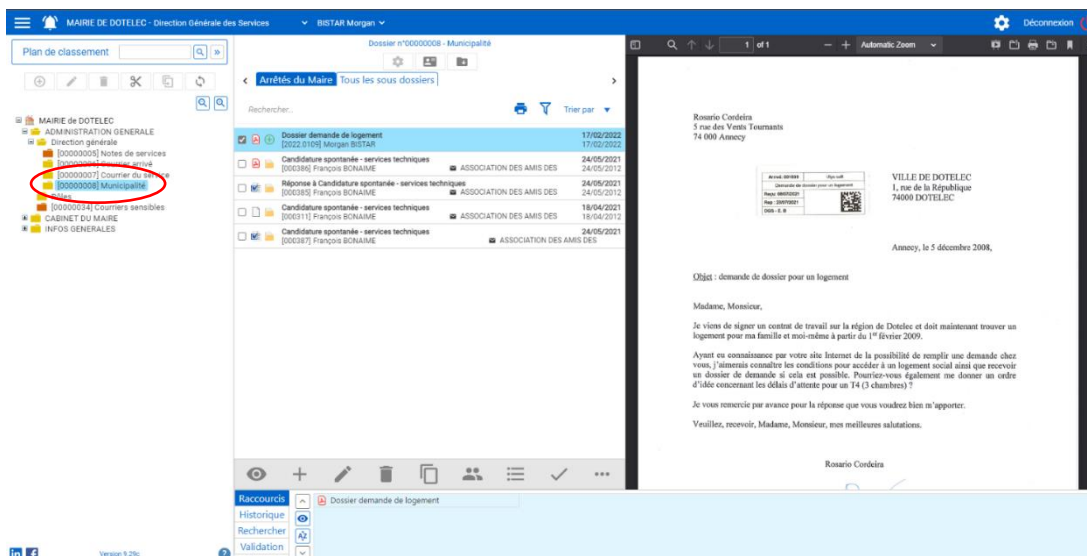 MAIRIE DE DOTELEC - Direction Générale des Services
BISTAR Morgan
Déconnexion
Plan de classement
MAIRIE de DOTELEC
ADMINISTRATION GENERALE
Direction générale
[00000005] Notes de services
Courrier arrivé
[00000007] Courrier du service
[00000008] Municipalité
Pôles
[00000034] Courriers sensibles
CABINET DU MAIRE
INFOS GENERALES
Version 9.29c
Dossier n°00000008 - Municipalité
Arrêtés du Maire
Tous les sous dossiers
Rechercher...
Trier par
Dossier demande de logement 17/02/2022
[2022.0109] Morgan BISTAR 17/02/2022
Candidature spontanée - services techniques 24/05/2021
[000386] François BONAIME ASSOCIATION DES AMIS DES 24/05/2012
Réponse à Candidature spontanée - services techniques 24/05/2021
[000385] François BONAIME ASSOCIATION DES AMIS DES 24/05/2012
Candidature spontanée - services techniques 18/04/2021
[000311] François BONAIME ASSOCIATION DES AMIS DES 18/04/2012
Candidature spontanée - services techniques 24/05/2021
[000387] François BONAIME ASSOCIATION DES AMIS DES
Raccourcis
Historique
Rechercher
Validation
Dossier demande de logement
1 of 1
Automatic Zoom
Rosario Cordeira
5 rue des Vents Tournants
74 000 Annecy
VILLE DE DOTELEC
1, rue de la République
74000 DOTELEC
Annecy, le 5 décembre 2008,
Objet : demande de dossier pour un logement
Madame, Monsieur,
Je viens de signer un contrat de travail sur la région de Dotelec et doit maintenant trouver un
logement pour ma famille et moi-même à partir du 1er février 2009.
Ayant eu connaissance par votre site Internet de la possibilité de remplir une demande chez
vous, j'aimerais connaître les conditions pour accéder à un logement social ainsi que recevoir
un dossier de demande si cela est possible. Pourriez-vous également me donner un ordre
d'idée concernant les délais d'attente pour un T4 (3 chambres) ?
Je vous remercie par avance pour la réponse que vous voudrez bien m'apporter.
Veuillez, recevoir, Madame, Monsieur, mes meilleures salutations.
Rosario Cordeira